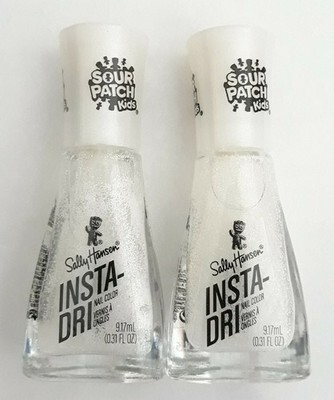 SOUR
PATCH
Kids
Sally Hansen®
INSTA-
DRI
NAIL COLOR
VERNIS À
ONGLES
9.17mL
(0.31 FL OZ)
SOUR
PATCH
Kids
Sally Hansen®
INSTA-
DRI
NAIL COLOR
VERNIS À
ONGLES
9.17mL
(0.31 FL OZ)